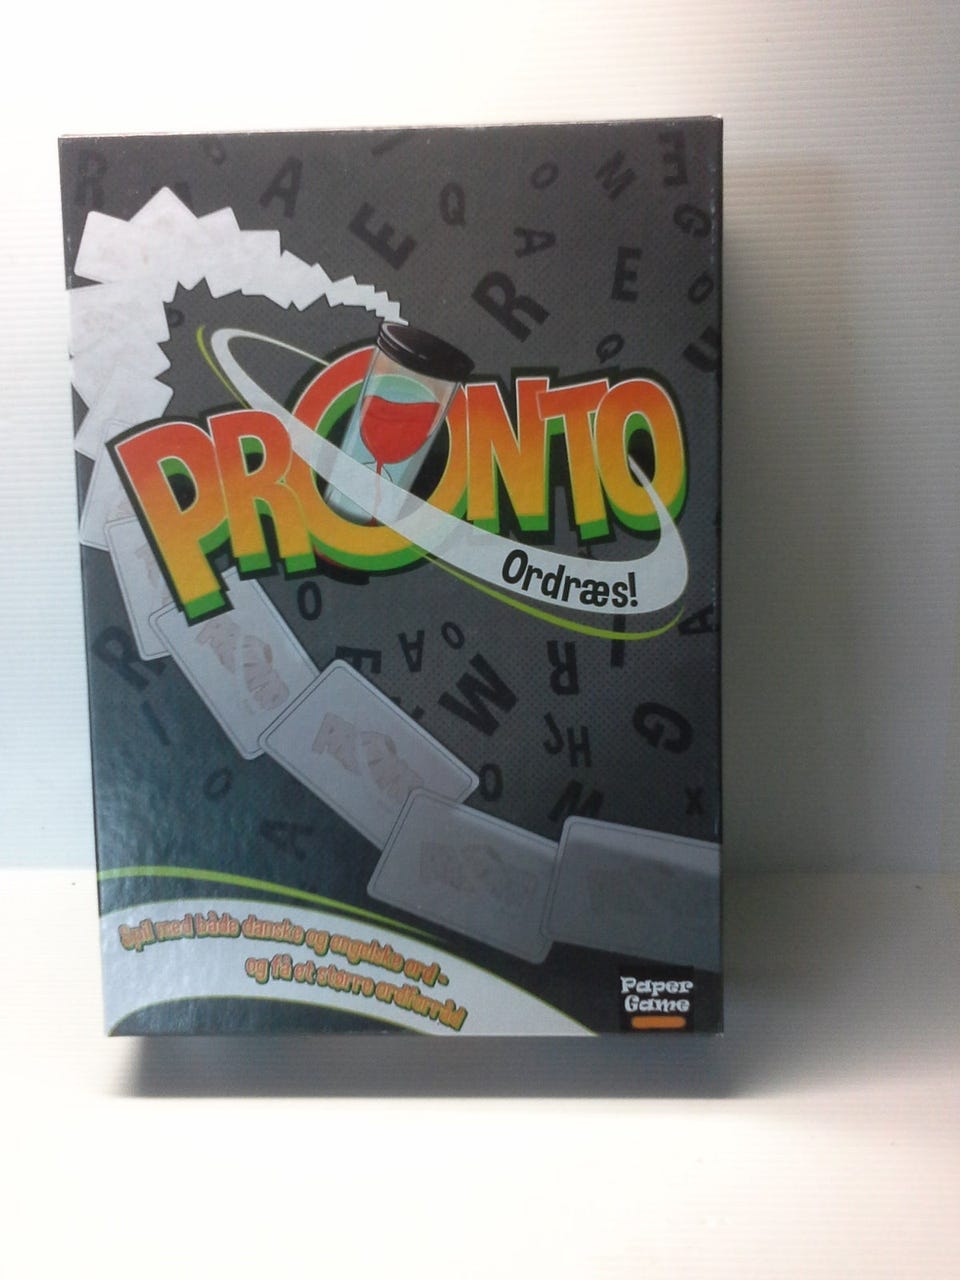 PRONTO
Ordræs!
Spil med både danske og engelske ord -
og få et større ordforråd
Paper
Game